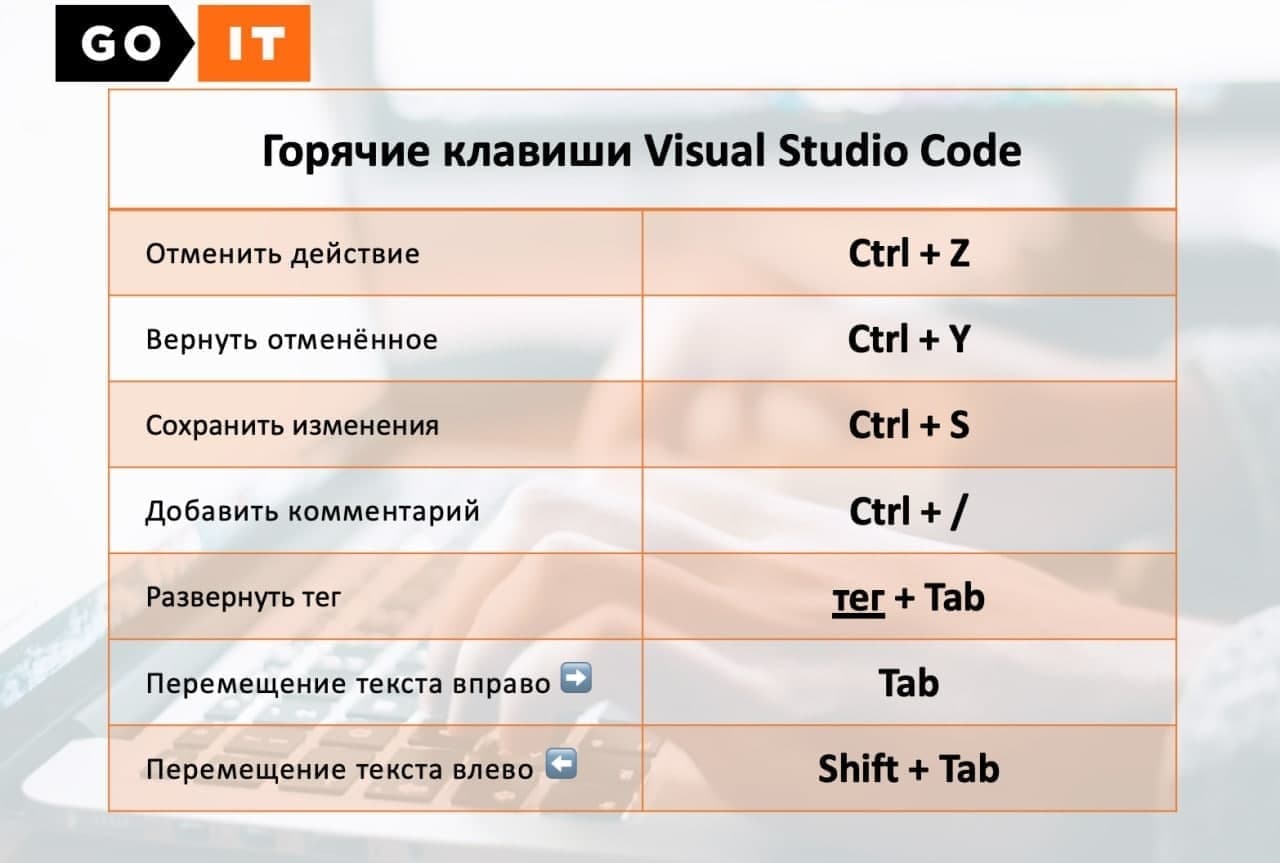 GO IT
Горячие клавиши Visual Studio Code
Отменить действие Ctrl + Z
Вернуть отменённое Ctrl + Y
Сохранить изменения Ctrl + S
Добавить комментарий Ctrl + /
Развернуть тег тег + Tab
Перемещение текста вправо ➡️ Tab
Перемещение текста влево ⬅️ Shift + Tab